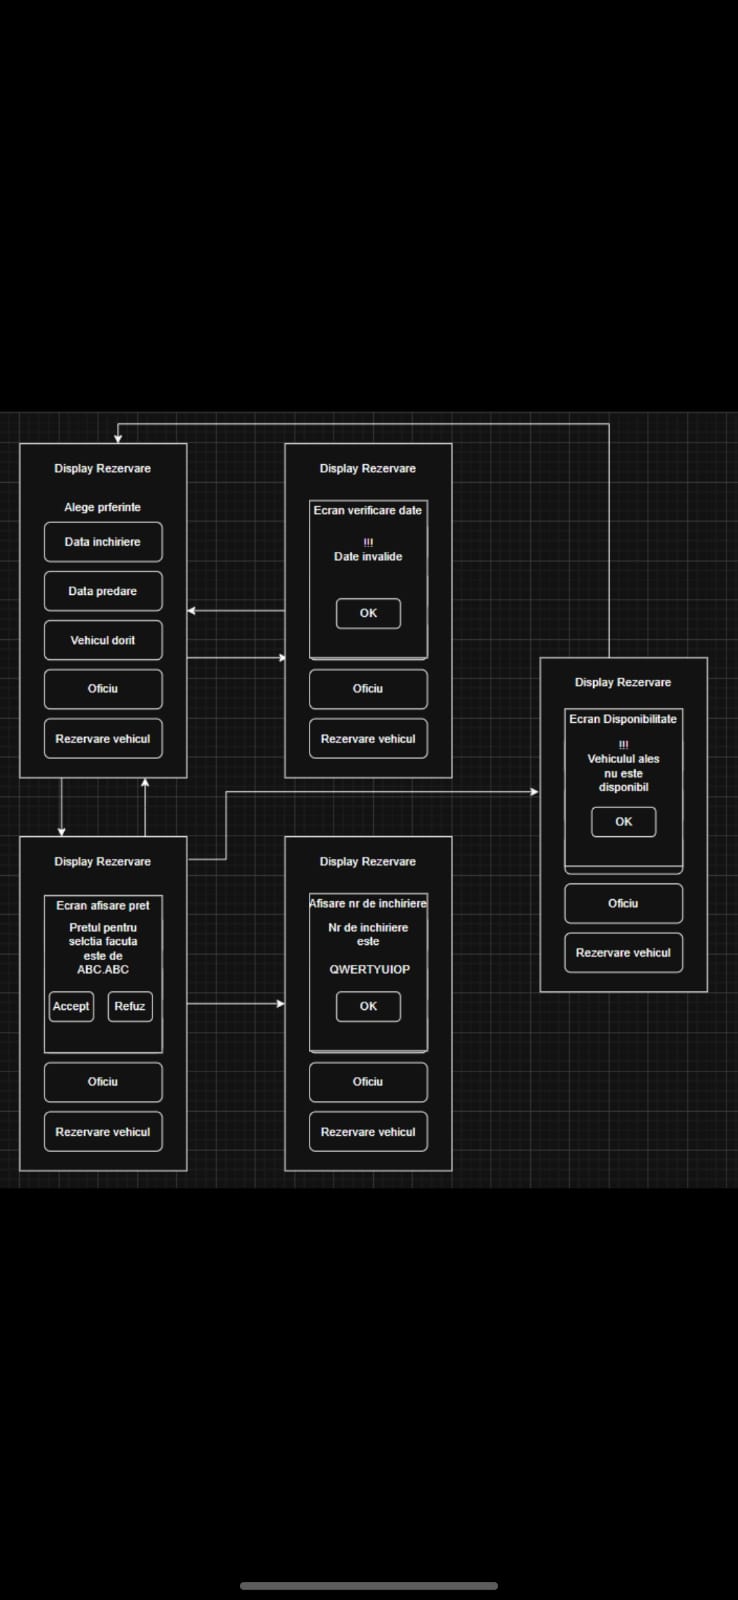 Display Rezervare
Alege prferinte
Data inchiriere
Data predare
Vehicul dorit
Oficiu
Rezervare vehicul
Display Rezervare
Ecran verificare date
!!!
Date invalide
OK
Oficiu
Rezervare vehicul
Display Rezervare
Ecran Disponibilitate
!!!
Vehiculul ales
nu este
disponibil
OK
Oficiu
Rezervare vehicul
Display Rezervare
Ecran afisare pret
Pretul pentru
selctia facuta
este de
ABC.ABC
Accept
Refuz
Oficiu
Rezervare vehicul
Display Rezervare
Afisare nr de inchiriere
Nr de inchiriere
este
QWERTYUIOP
OK
Oficiu
Rezervare vehicul